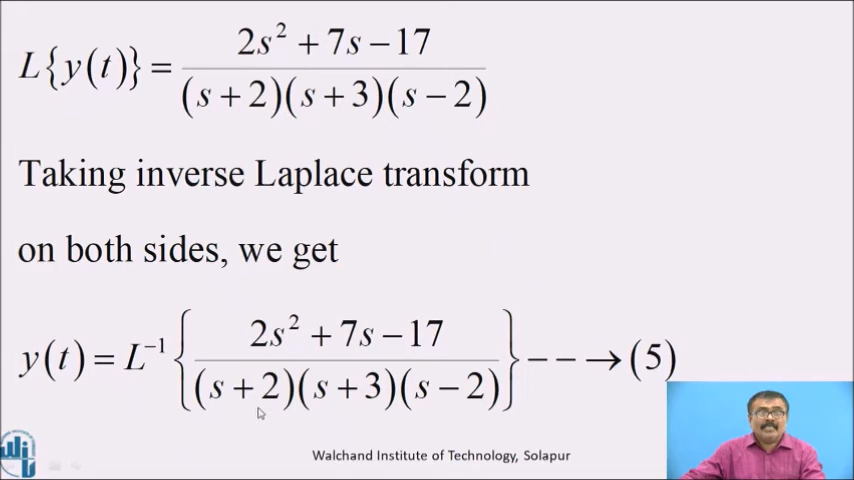 L{y(t)} = (2s² + 7s − 17) / ((s + 2)(s + 3)(s − 2))
Taking inverse Laplace transform
on both sides, we get
y(t) = L⁻¹ { (2s² + 7s − 17) / ((s + 2)(s + 3)(s − 2)) } − − → (5)
Walchand Institute of Technology, Solapur